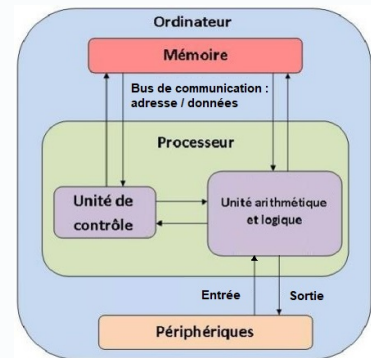 Ordinateur
Mémoire
Bus de communication :
adresse / données
Processeur
Unité de
contrôle
Unité arithmétique
et logique
Entrée
Sortie
Périphériques